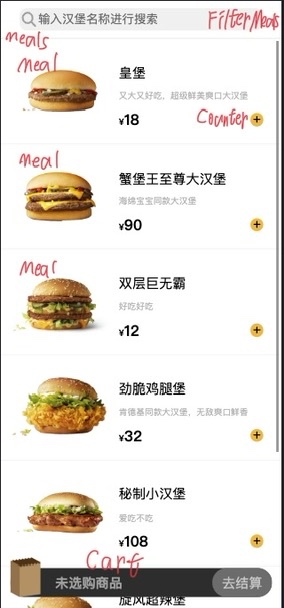 输入汉堡名称进行搜索 FilterMeals
meals
meal
皇堡
又大又好吃，超级鲜美爽口大汉堡
¥18 Counter +
meal
蟹堡王至尊大汉堡
海绵宝宝同款大汉堡
¥90 +
meal
双层巨无霸
好吃好吃
¥12 +
劲脆鸡腿堡
肯德基同款大汉堡，无敌爽口鲜香
¥32 +
秘制小汉堡
爱吃不吃
¥108 +
Cart
未选购商品 去结算
旋风超辣堡